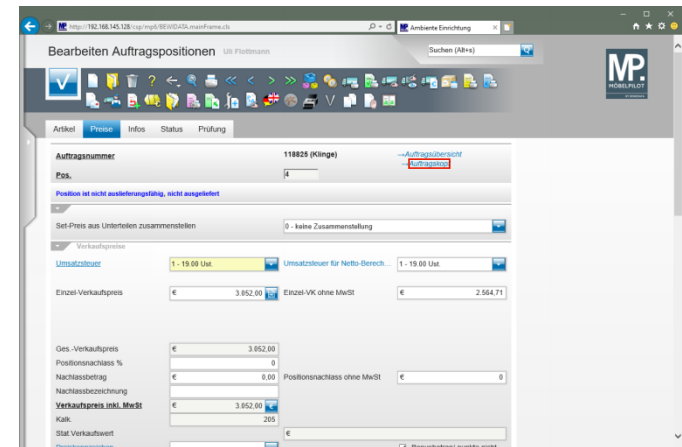 http://192.168.145.128/csp/mpli/BEWIDATA.mainFrame.cls
Ambiente Einrichtung
Bearbeiten Auftragspositionen Uli Flottmann
Suchen (Alt+s)
MP.
MÖBELPILOT
Artikel Preise Infos Status Prüfung
Auftragsnummer 118825 (Klinge) →Auftragsübersicht
→Auftragskopf
Pos. 4
Position ist nicht auslieferungsfähig, nicht ausgeliefert
Set-Preis aus Unterteilen zusammenstellen 0 - keine Zusammenstellung
Verkaufspreise
Umsatzsteuer 1 - 19.00 Ust. Umsatzsteuer für Netto-Berech... 1 - 19.00 Ust.
Einzel-Verkaufspreis € 3.052,00 Einzel-VK ohne MwSt € 2.564,71
Ges.-Verkaufspreis € 3.052,00
Positionsnachlass % 0
Nachlassbetrag € 0,00 Positionsnachlass ohne MwSt € 0
Nachlassbezeichnung
Verkaufspreis inkl. MwSt € 3.052,00 €
Kalk. 205
Stat.Verkaufswert €